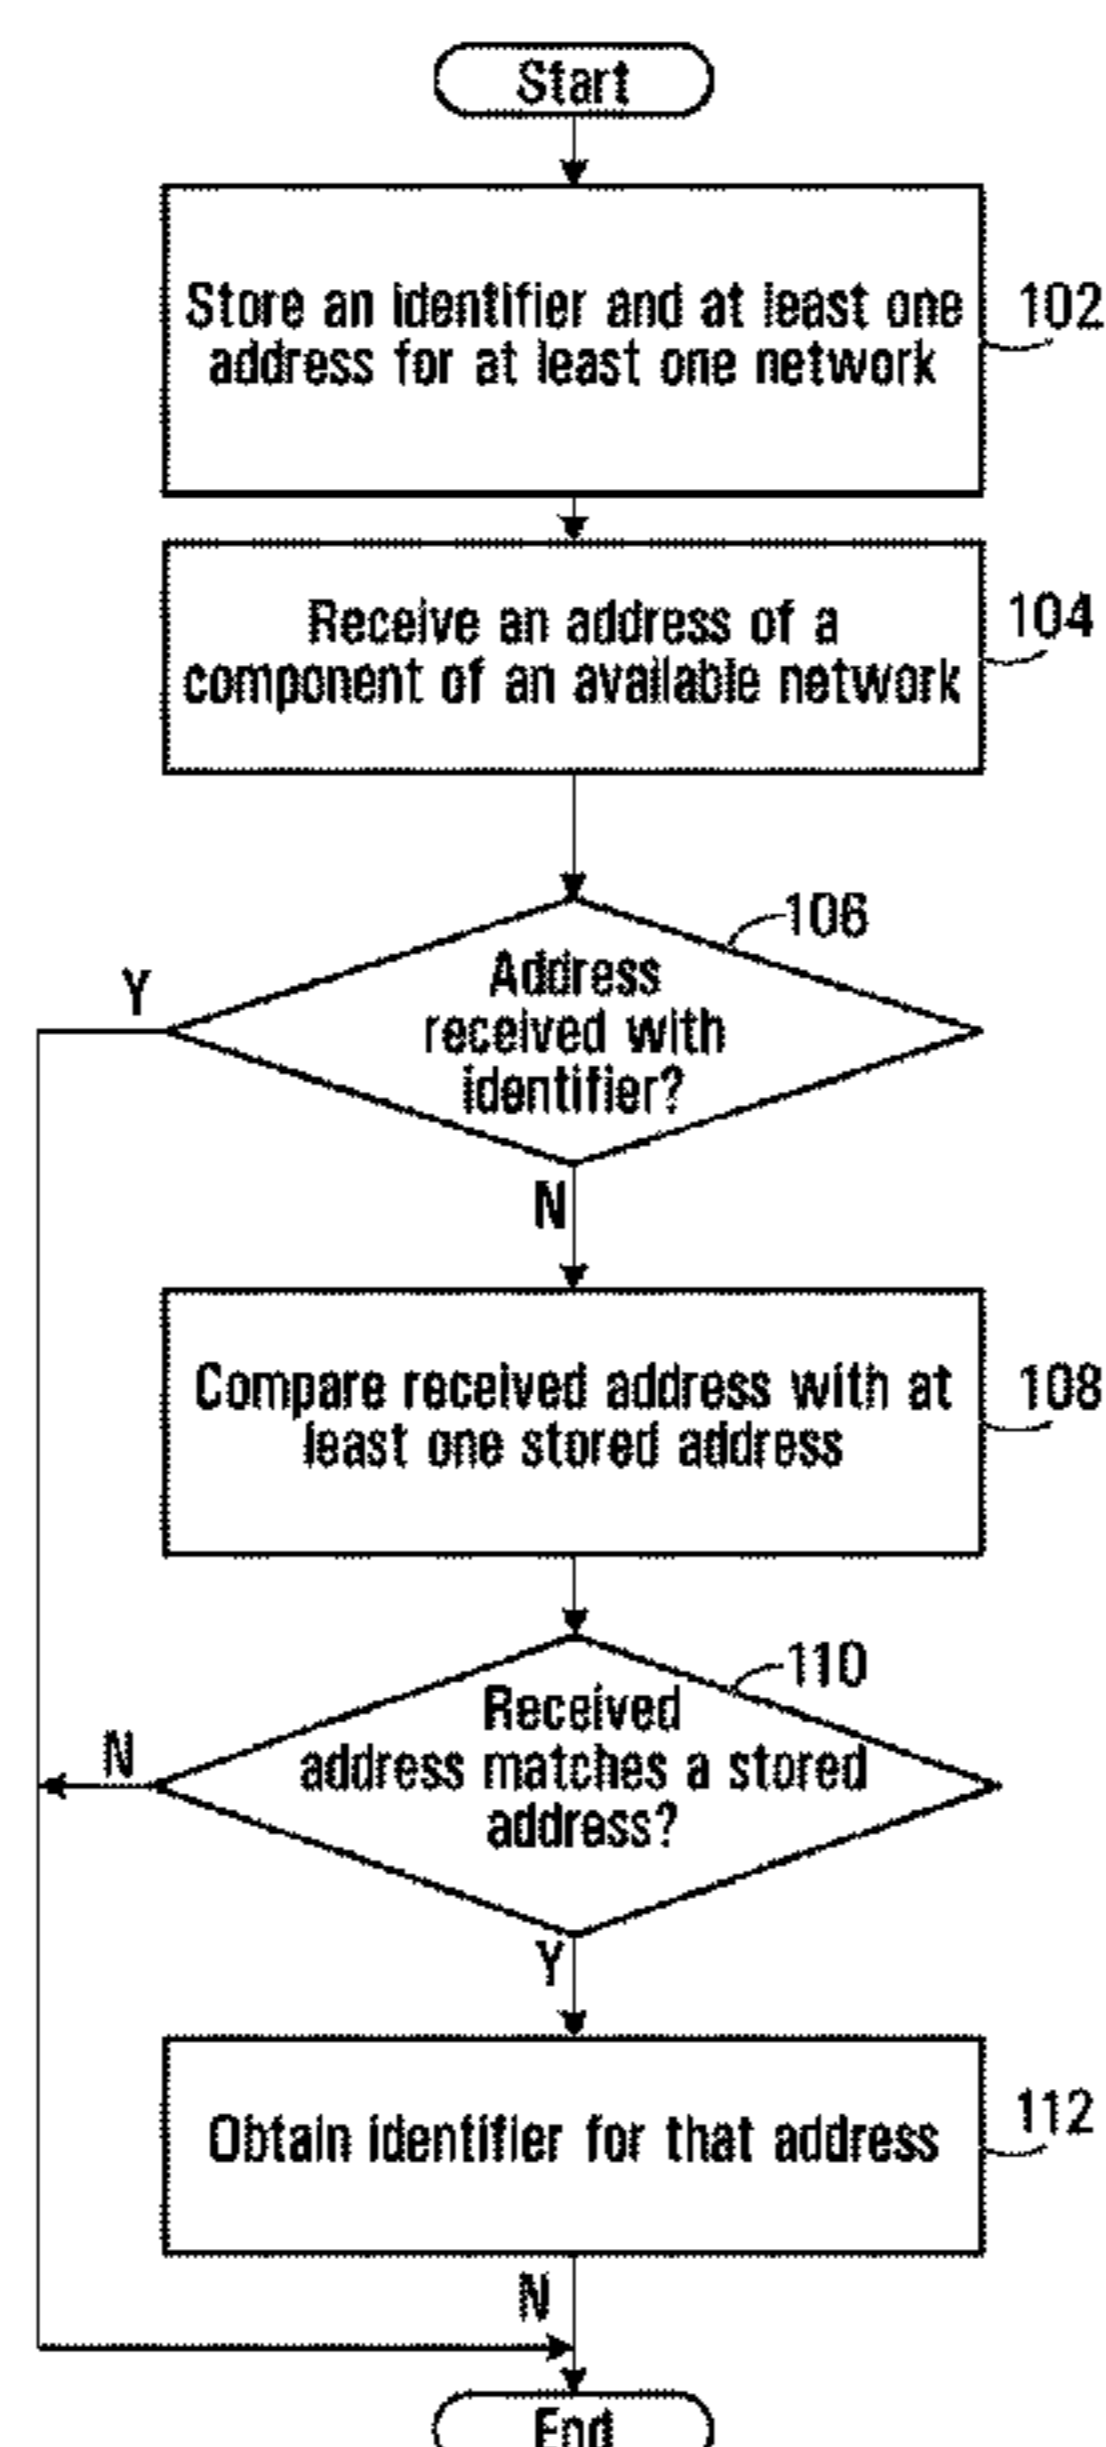 Start
Store an identifier and at least one
address for at least one network
102
Receive an address of a
component of an available network
104
106
Address
received with
identifier?
Y
N
Compare received address with at
least one stored address
108
110
Received
address matches a stored
address?
N
Y
Obtain identifier for that address
112
N
End